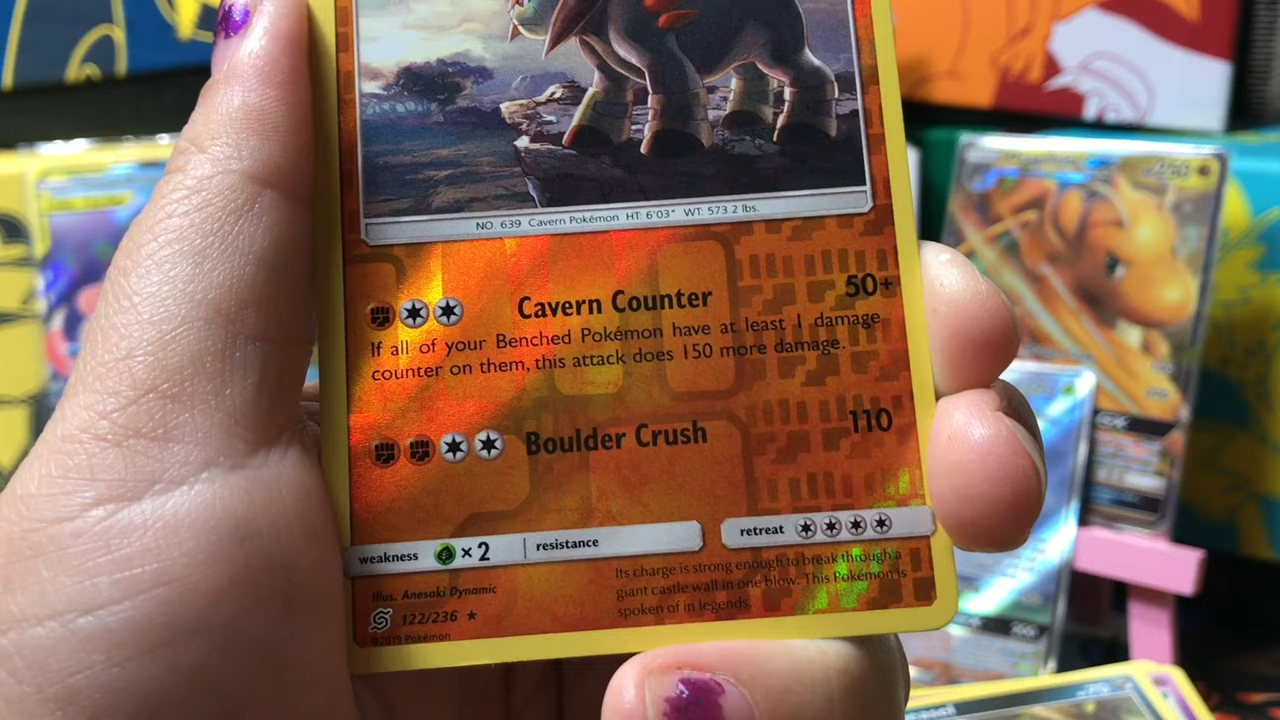 NO. 639 Cavern Pokémon HT: 6'03" WT: 573.2 lbs.
Cavern Counter 50+
If all of your Benched Pokémon have at least 1 damage
counter on them, this attack does 150 more damage.
Boulder Crush 110
weakness ×2 resistance
retreat
Its charge is strong enough to break through a
giant castle wall in one blow. This Pokémon is
spoken of in legends.
Illus. Anesaki Dynamic
122/236 ★
©2019 Pokémon